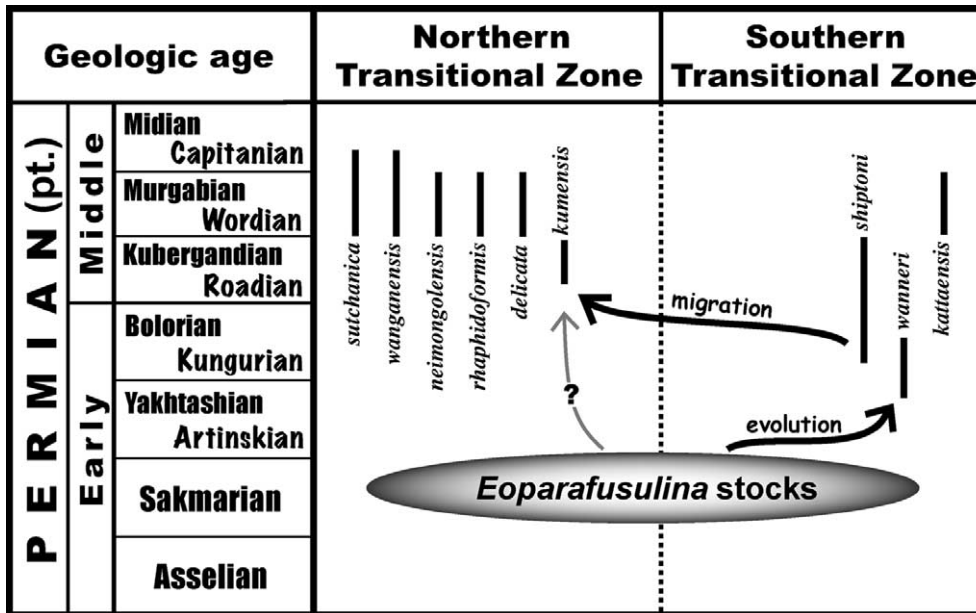 Geologic age
Northern
Transitional Zone
Southern
Transitional Zone
PERMIAN (pt.)
Middle
Early
Midian
Capitanian
Murgabian
Wordian
Kubergandian
Roadian
Bolorian
Kungurian
Yakhtashian
Artinskian
Sakmarian
Asselian
sutchanica
wanganensis
neimongolensis
rhaphidoformis
delicata
kumensis
shiptoni
wanneri
kattaensis
migration
?
evolution
Eoparafusulina stocks